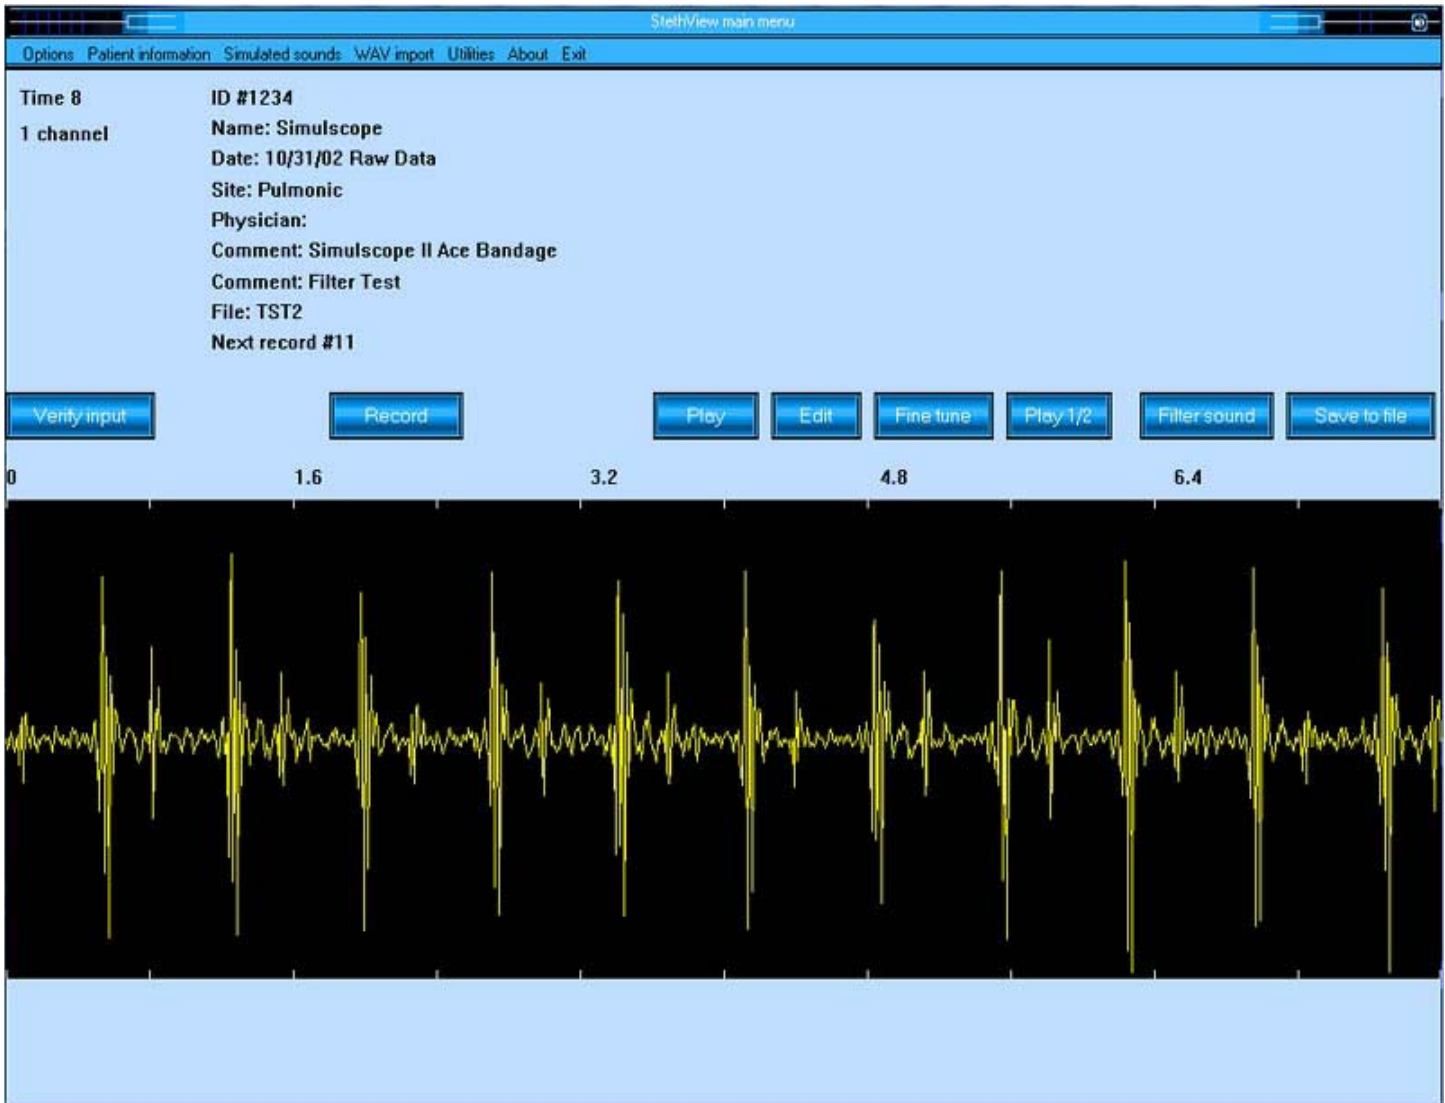 StethView main menu
Options Patient information Simulated sounds WAV import Utilities About Exit
Time 8
1 channel
ID #1234
Name: Simulscope
Date: 10/31/02 Raw Data
Site: Pulmonic
Physician:
Comment: Simulscope II Ace Bandage
Comment: Filter Test
File: TST2
Next record #11
Verify input Record Play Edit Fine tune Play 1/2 Filter sound Save to file
0 1.6 3.2 4.8 6.4